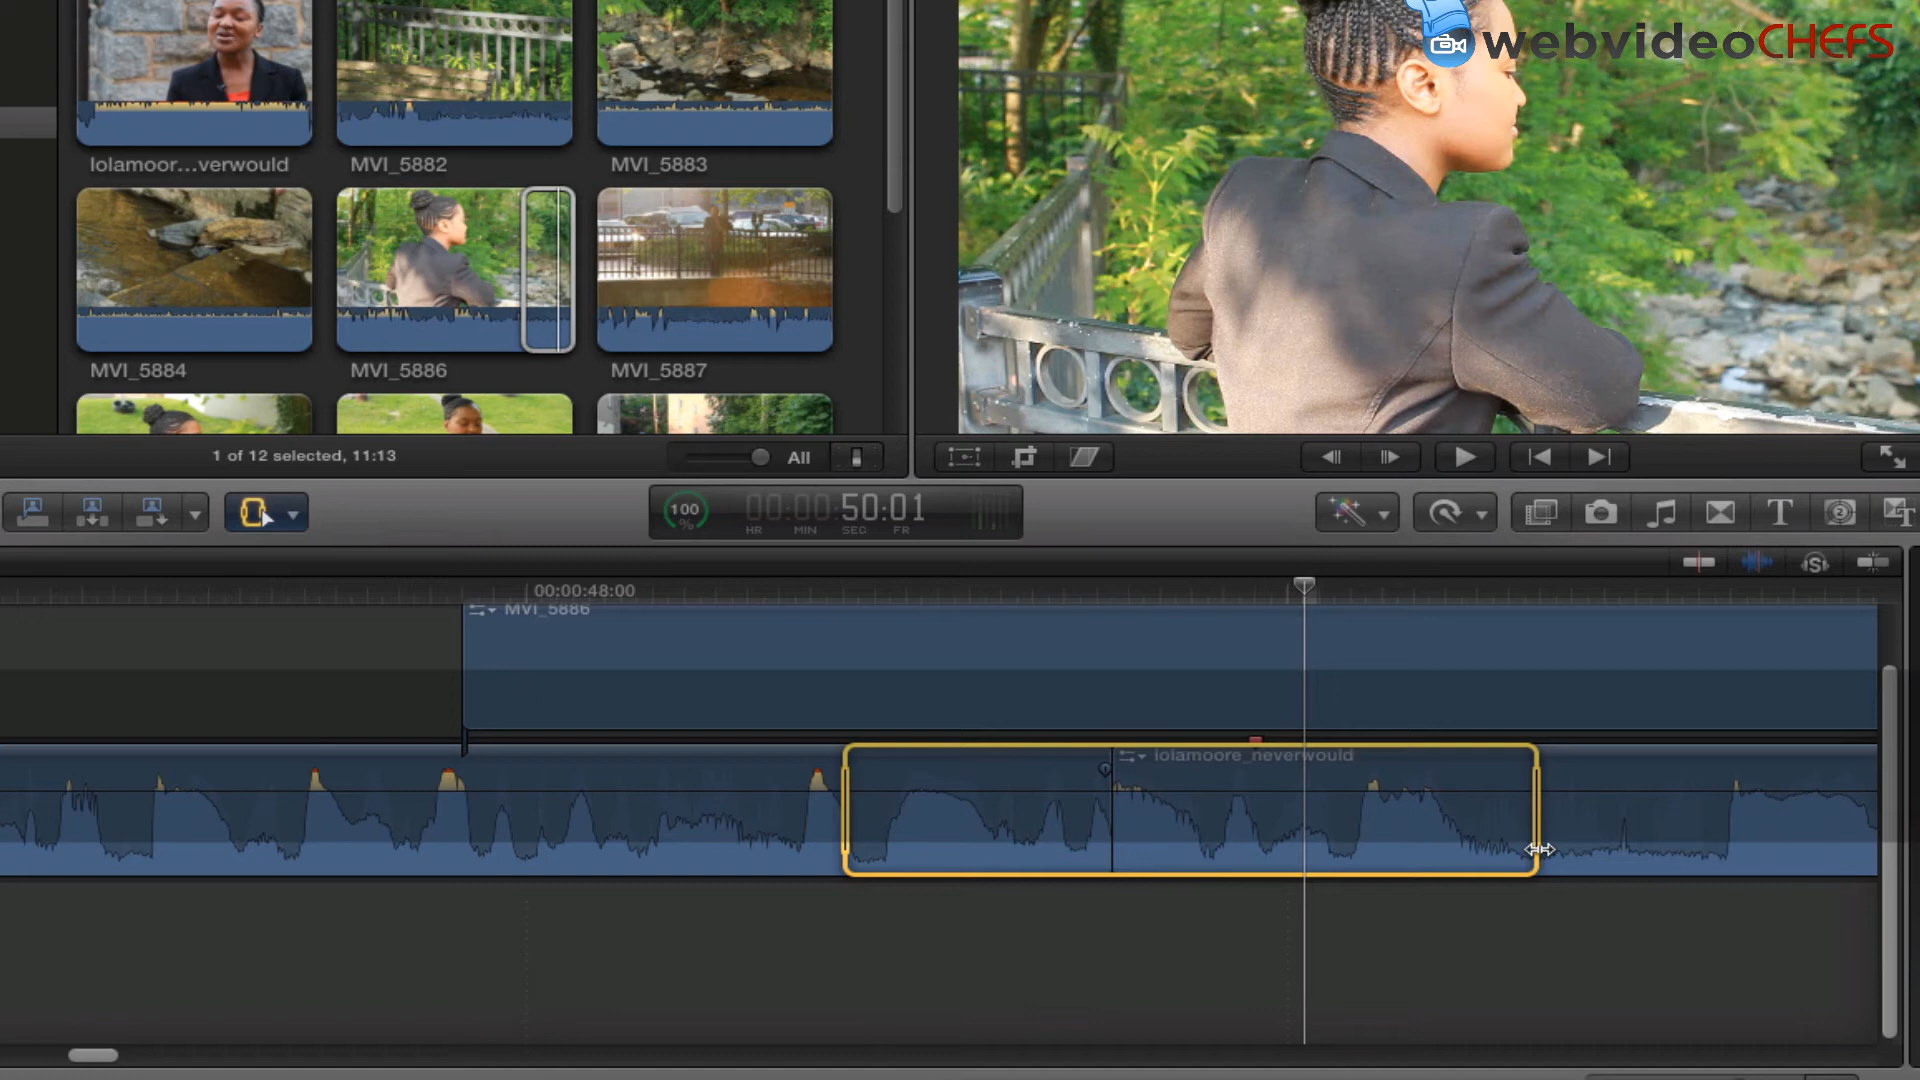 webvideoCHEFS
lolamoor...verwould
MVI_5882
MVI_5883
MVI_5884
MVI_5886
MVI_5887
1 of 12 selected, 11:13
All
100
%
00:00:50:01
HR MIN SEC FR
T
2
T
S
00:00:48:00
MVI_5886
lolamoore_neverwould